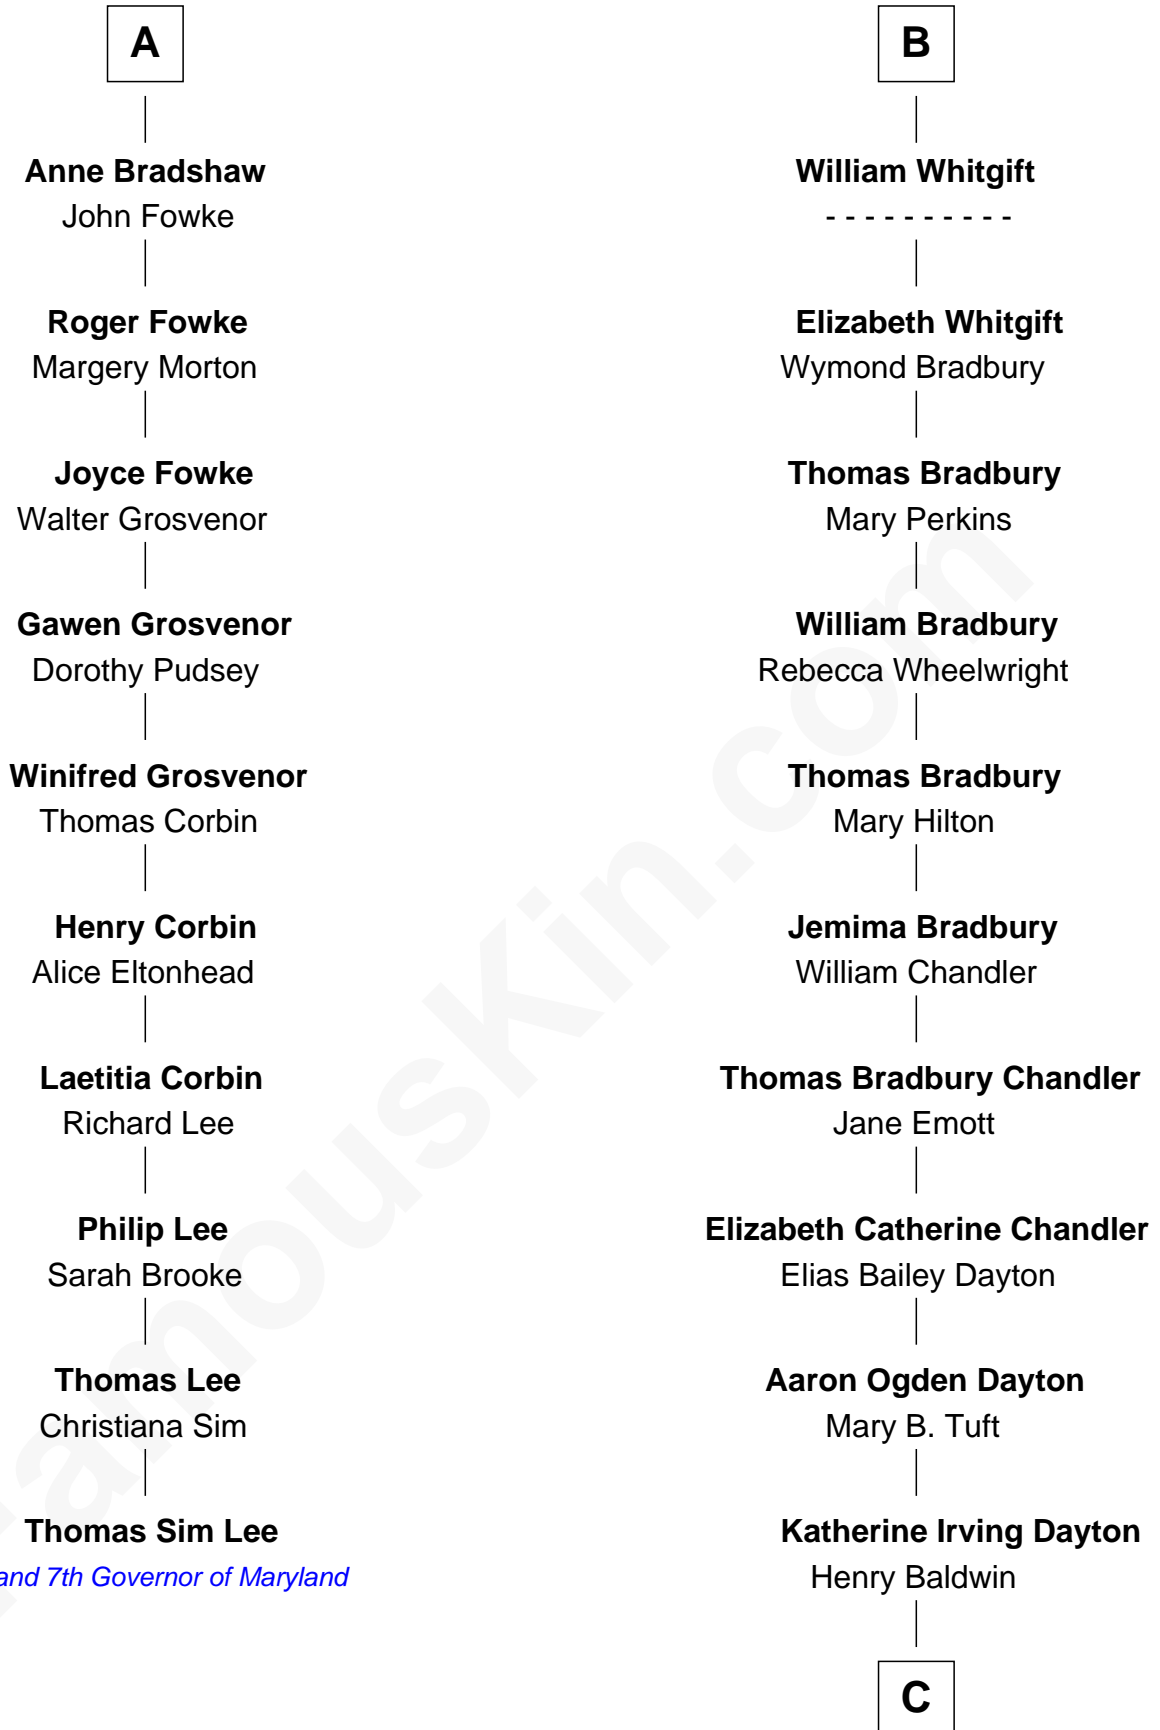 A
Anne Bradshaw
John Fowke
Roger Fowke
Margery Morton
Joyce Fowke
Walter Grosvenor
Gawen Grosvenor
Dorothy Pudsey
Winifred Grosvenor
Thomas Corbin
Henry Corbin
Alice Eltonhead
Laetitia Corbin
Richard Lee
Philip Lee
Sarah Brooke
Thomas Lee
Christiana Sim
Thomas Sim Lee
and 7th Governor of Maryland
B
William Whitgift
- - - - - - - - - -
Elizabeth Whitgift
Wymond Bradbury
Thomas Bradbury
Mary Perkins
William Bradbury
Rebecca Wheelwright
Thomas Bradbury
Mary Hilton
Jemima Bradbury
William Chandler
Thomas Bradbury Chandler
Jane Emott
Elizabeth Catherine Chandler
Elias Bailey Dayton
Aaron Ogden Dayton
Mary B. Tuft
Katherine Irving Dayton
Henry Baldwin
C
FamousKin.com